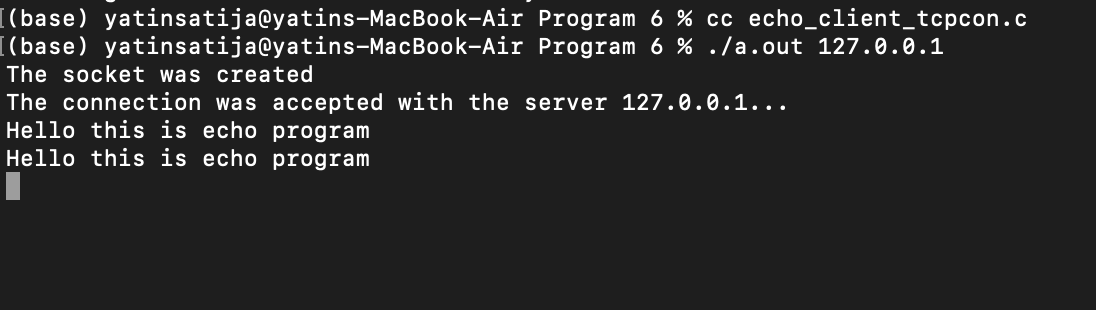 (base) yatinsatija@yatins-MacBook-Air Program 6 % cc echo_client_tcpcon.c
(base) yatinsatija@yatins-MacBook-Air Program 6 % ./a.out 127.0.0.1
The socket was created
The connection was accepted with the server 127.0.0.1...
Hello this is echo program
Hello this is echo program